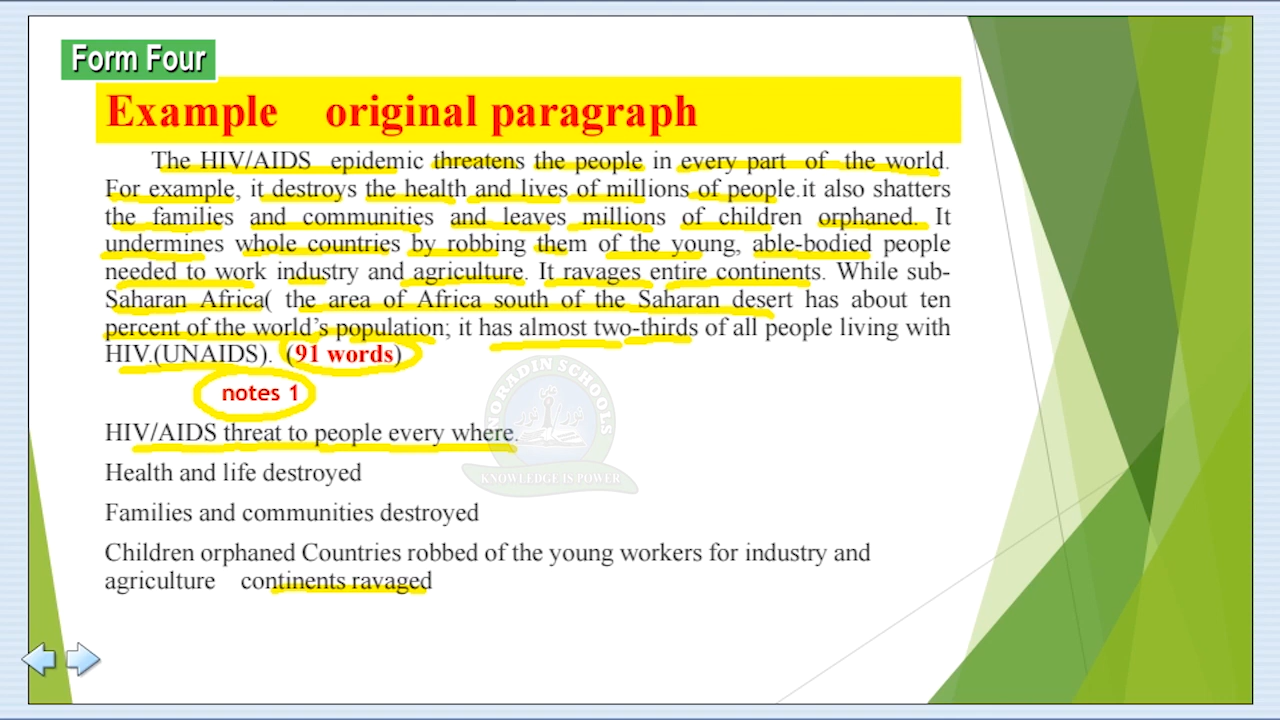 Form Four
Example original paragraph
The HIV/AIDS epidemic threatens the people in every part of the world.
For example, it destroys the health and lives of millions of people.it also shatters
the families and communities and leaves millions of children orphaned. It
undermines whole countries by robbing them of the young, able-bodied people
needed to work industry and agriculture. It ravages entire continents. While sub-
Saharan Africa( the area of Africa south of the Saharan desert has about ten
percent of the world's population; it has almost two-thirds of all people living with
HIV.(UNAIDS). (91 words)
notes 1
HIV/AIDS threat to people every where.
Health and life destroyed
Families and communities destroyed
Children orphaned Countries robbed of the young workers for industry and
agriculture continents ravaged
NORADIN SCHOOLS
KNOWLEDGE IS POWER
S